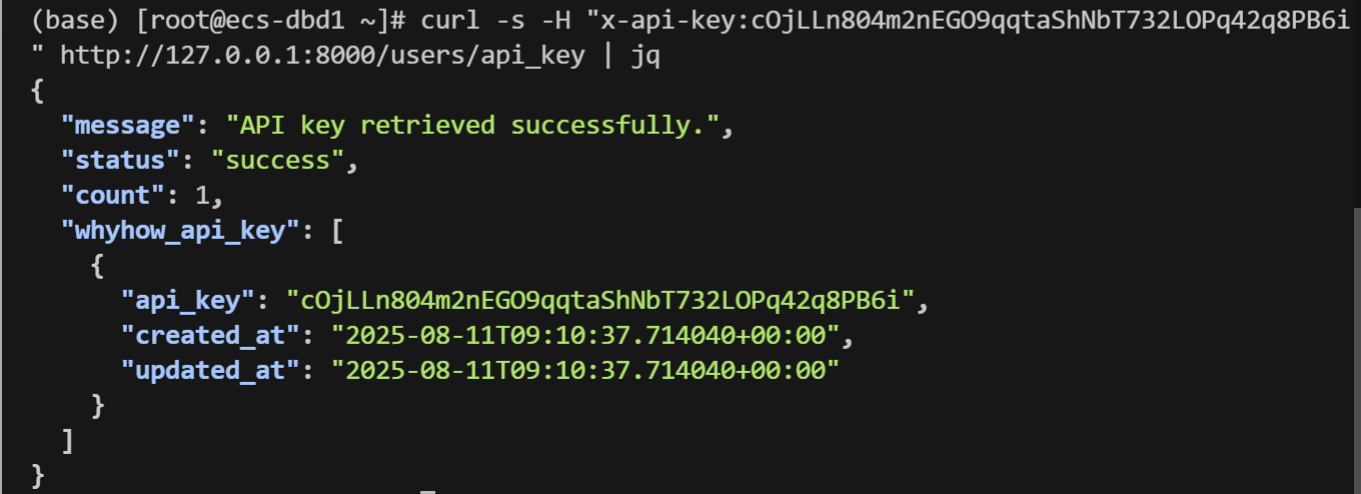 (base) [root@ecs-dbd1 ~]# curl -s -H "x-api-key:cOjLLn804m2nEGO9qqtaShNbT732LOPq42q8PB6i
" http://127.0.0.1:8000/users/api_key | jq
{
  "message": "API key retrieved successfully.",
  "status": "success",
  "count": 1,
  "whyhow_api_key": [
    {
      "api_key": "cOjLLn804m2nEGO9qqtaShNbT732LOPq42q8PB6i",
      "created_at": "2025-08-11T09:10:37.714040+00:00",
      "updated_at": "2025-08-11T09:10:37.714040+00:00"
    }
  ]
}